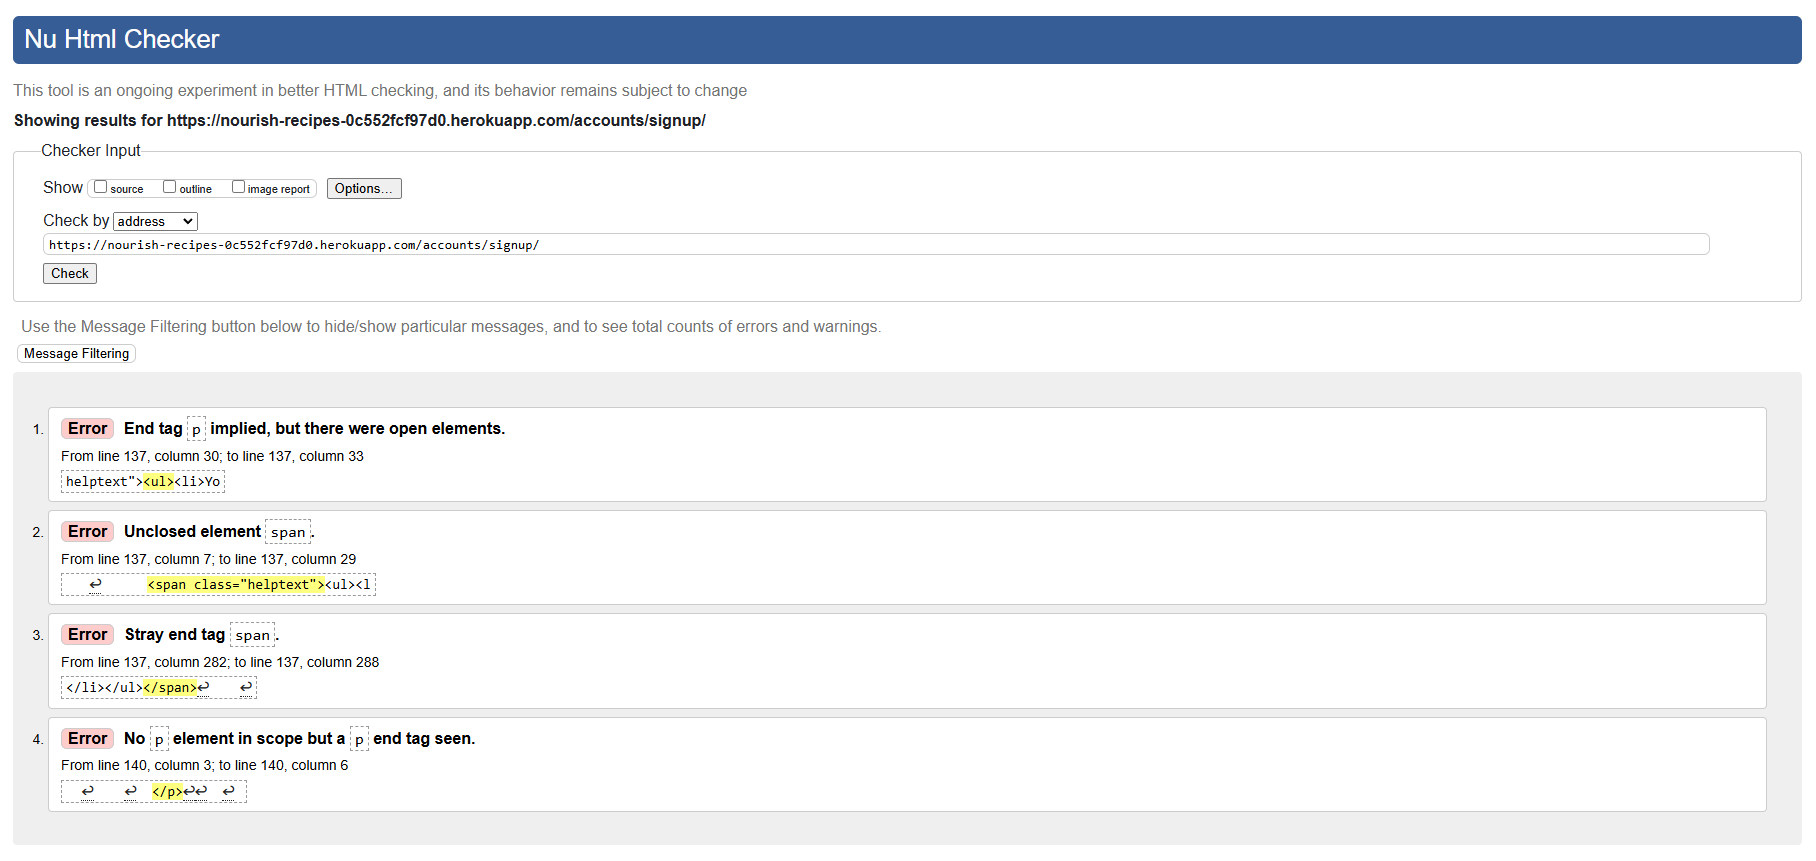 Nu Html Checker
This tool is an ongoing experiment in better HTML checking, and its behavior remains subject to change
Showing results for https://nourish-recipes-0c552fcf97d0.herokuapp.com/accounts/signup/
Checker Input
Show source outline image report Options...
Check by address
https://nourish-recipes-0c552fcf97d0.herokuapp.com/accounts/signup/
Check
Use the Message Filtering button below to hide/show particular messages, and to see total counts of errors and warnings.
Message Filtering
1. Error End tag p implied, but there were open elements.
From line 137, column 30; to line 137, column 33
helptext"><ul><li>Yo
2. Error Unclosed element span.
From line 137, column 7; to line 137, column 29
↩ <span class="helptext"><ul><l
3. Error Stray end tag span.
From line 137, column 282; to line 137, column 288
</li></ul></span>↩ ↩
4. Error No p element in scope but a p end tag seen.
From line 140, column 3; to line 140, column 6
↩ ↩ </p>↩↩ ↩